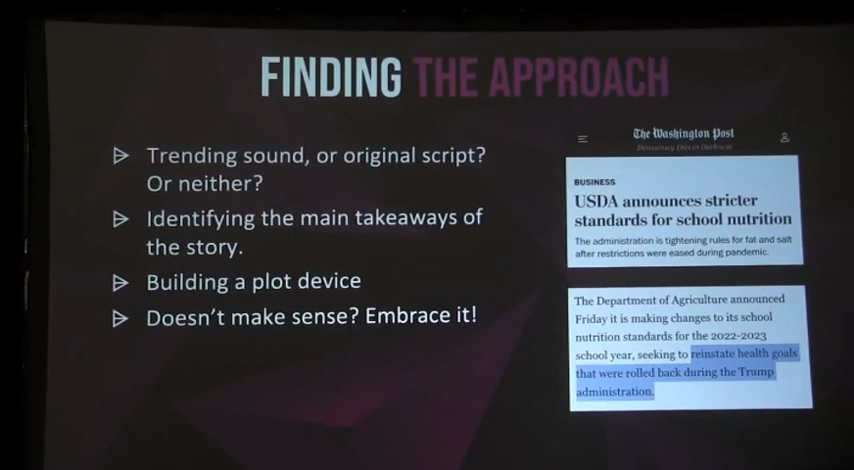 FINDING THE APPROACH
Trending sound, or original script?
Or neither?
Identifying the main takeaways of
the story.
Building a plot device
Doesn't make sense? Embrace it!
The Washington Post
Democracy Dies in Darkness
BUSINESS
USDA announces stricter
standards for school nutrition
The administration is tightening rules for fat and salt
after restrictions were eased during pandemic.
The Department of Agriculture announced
Friday it is making changes to its school
nutrition standards for the 2022-2023
school year, seeking to reinstate health goals
that were rolled back during the Trump
administration.